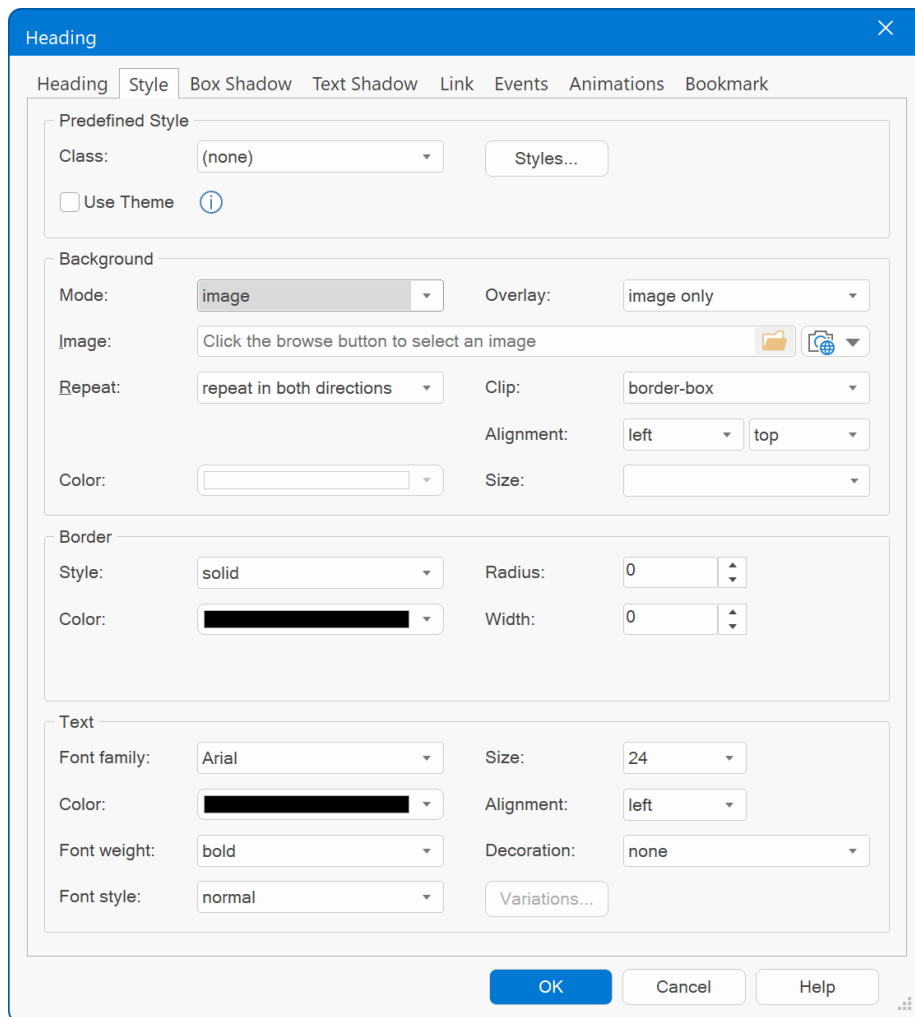 Heading
Heading Style Box Shadow Text Shadow Link Events Animations Bookmark
Predefined Style
Class: (none) Styles...
Use Theme
Background
Mode: image Overlay: image only
Image: Click the browse button to select an image
Repeat: repeat in both directions Clip: border-box
Alignment: left top
Color: Size:
Border
Style: solid Radius: 0
Color: Width: 0
Text
Font family: Arial Size: 24
Color: Alignment: left
Font weight: bold Decoration: none
Font style: normal Variations...
OK Cancel Help